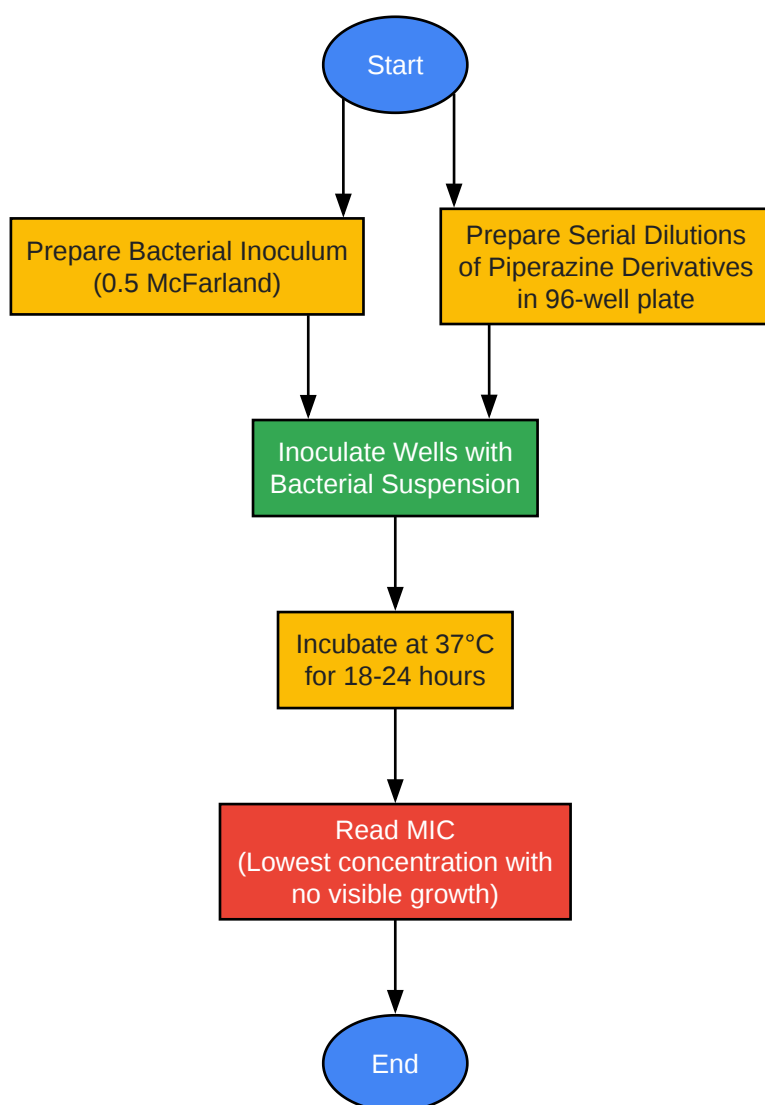 Start
Prepare Bacterial Inoculum
(0.5 McFarland)
Prepare Serial Dilutions
of Piperazine Derivatives
in 96-well plate
Inoculate Wells with
Bacterial Suspension
Incubate at 37°C
for 18-24 hours
Read MIC
(Lowest concentration with
no visible growth)
End